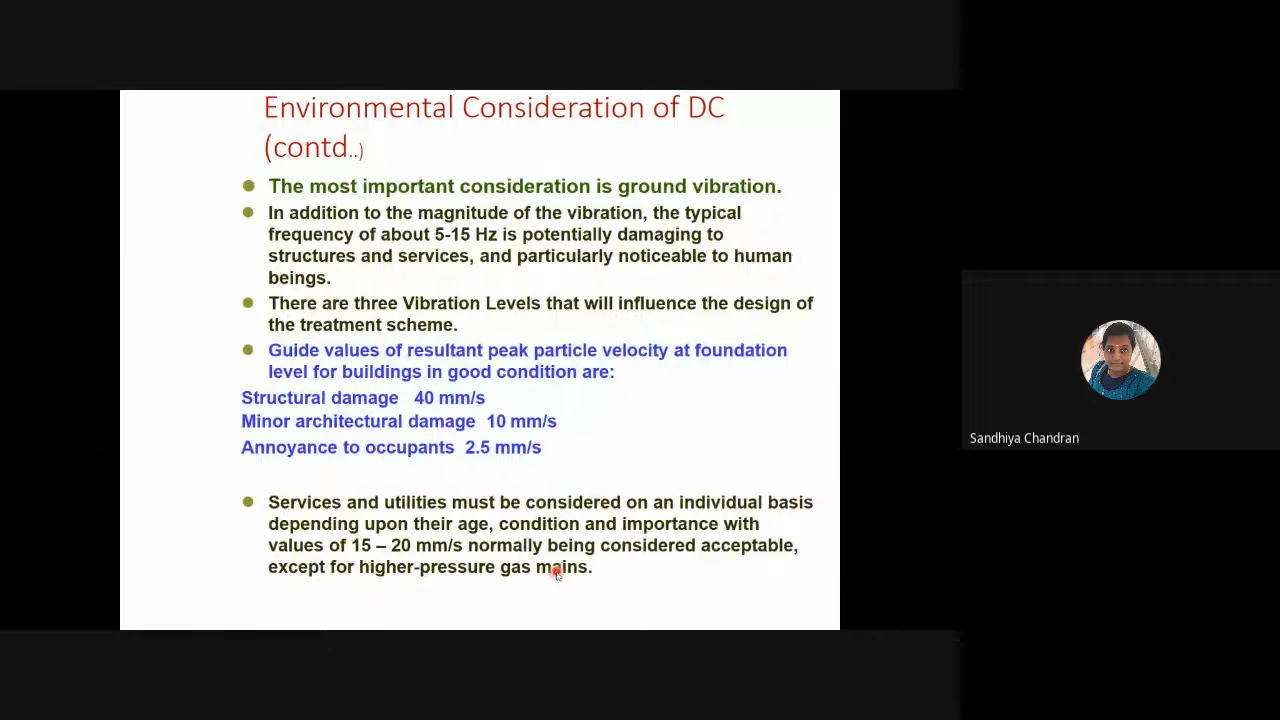 Environmental Consideration of DC
(contd..)
The most important consideration is ground vibration.
In addition to the magnitude of the vibration, the typical
frequency of about 5-15 Hz is potentially damaging to
structures and services, and particularly noticeable to human
beings.
There are three Vibration Levels that will influence the design of
the treatment scheme.
Guide values of resultant peak particle velocity at foundation
level for buildings in good condition are:
Structural damage 40 mm/s
Minor architectural damage 10 mm/s
Annoyance to occupants 2.5 mm/s
Services and utilities must be considered on an individual basis
depending upon their age, condition and importance with
values of 15 – 20 mm/s normally being considered acceptable,
except for higher-pressure gas mains.
Sandhiya Chandran